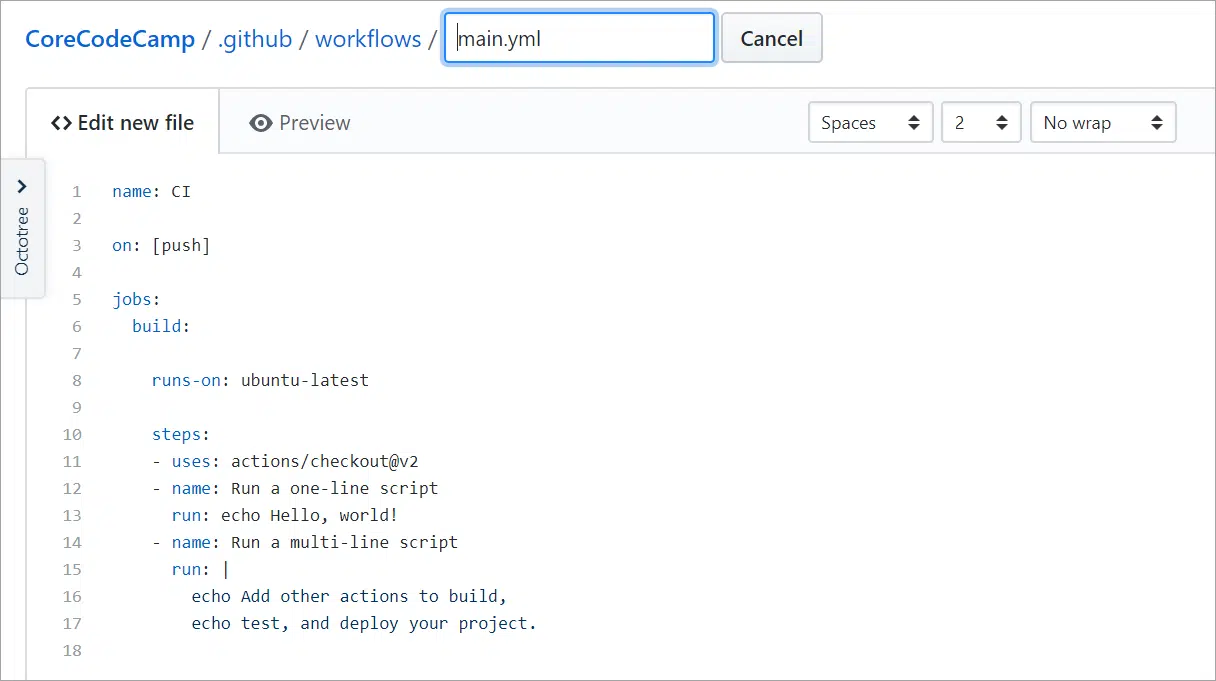 CoreCodeCamp / .github / workflows / main.yml Cancel
<> Edit new file Preview Spaces 2 No wrap
Octotree
1 name: CI
2
3 on: [push]
4
5 jobs:
6   build:
7
8     runs-on: ubuntu-latest
9
10     steps:
11     - uses: actions/checkout@v2
12     - name: Run a one-line script
13       run: echo Hello, world!
14     - name: Run a multi-line script
15       run: |
16         echo Add other actions to build,
17         echo test, and deploy your project.
18